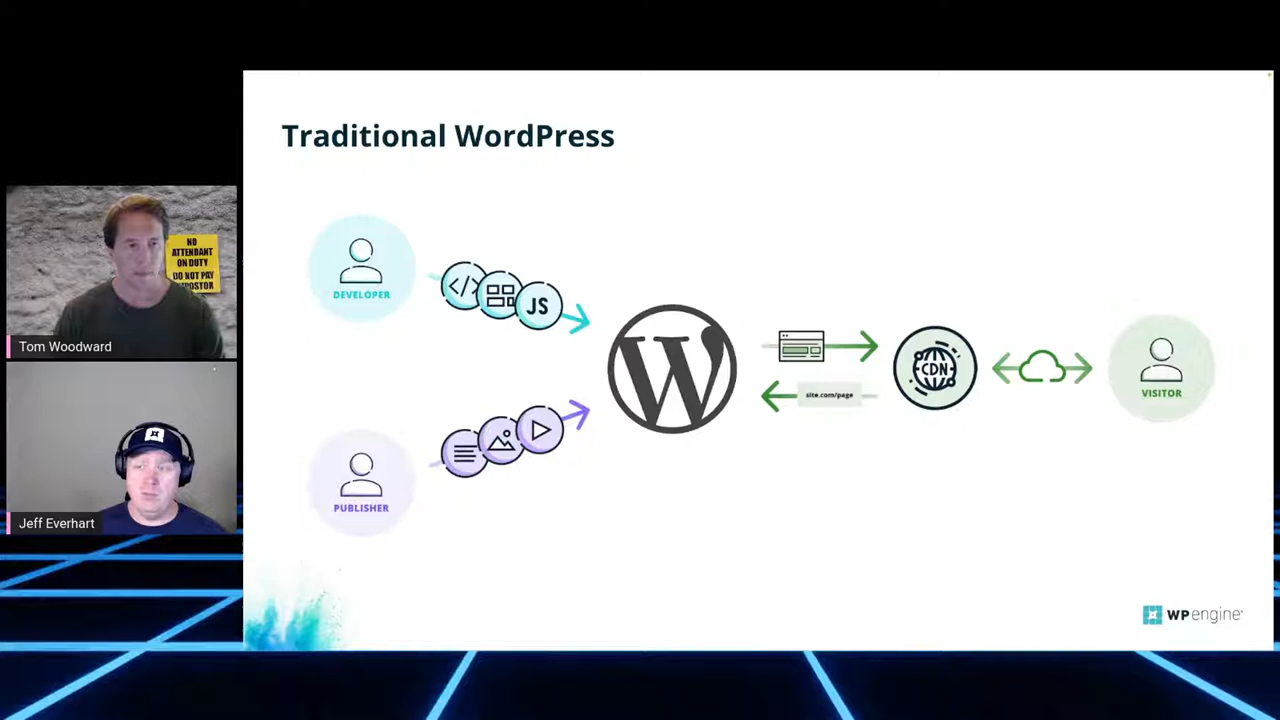 Traditional WordPress
DEVELOPER
</>
JS
PUBLISHER
site.com/page
CDN
VISITOR
WP engine
NO
ATTENDANT
ON DUTY
DO NOT PAY
Tom Woodward
Jeff Everhart